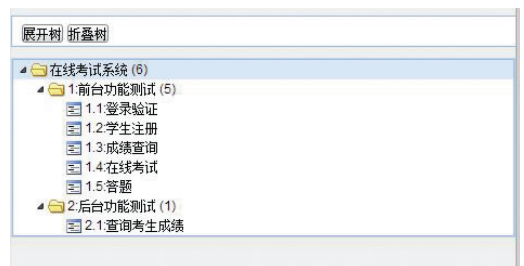 展开树 折叠树
在线考试系统 (6)
1:前台功能测试 (5)
1.1:登录验证
1.2:学生注册
1.3:成绩查询
1.4:在线考试
1.5:答题
2:后台功能测试 (1)
2.1:查询考生成绩